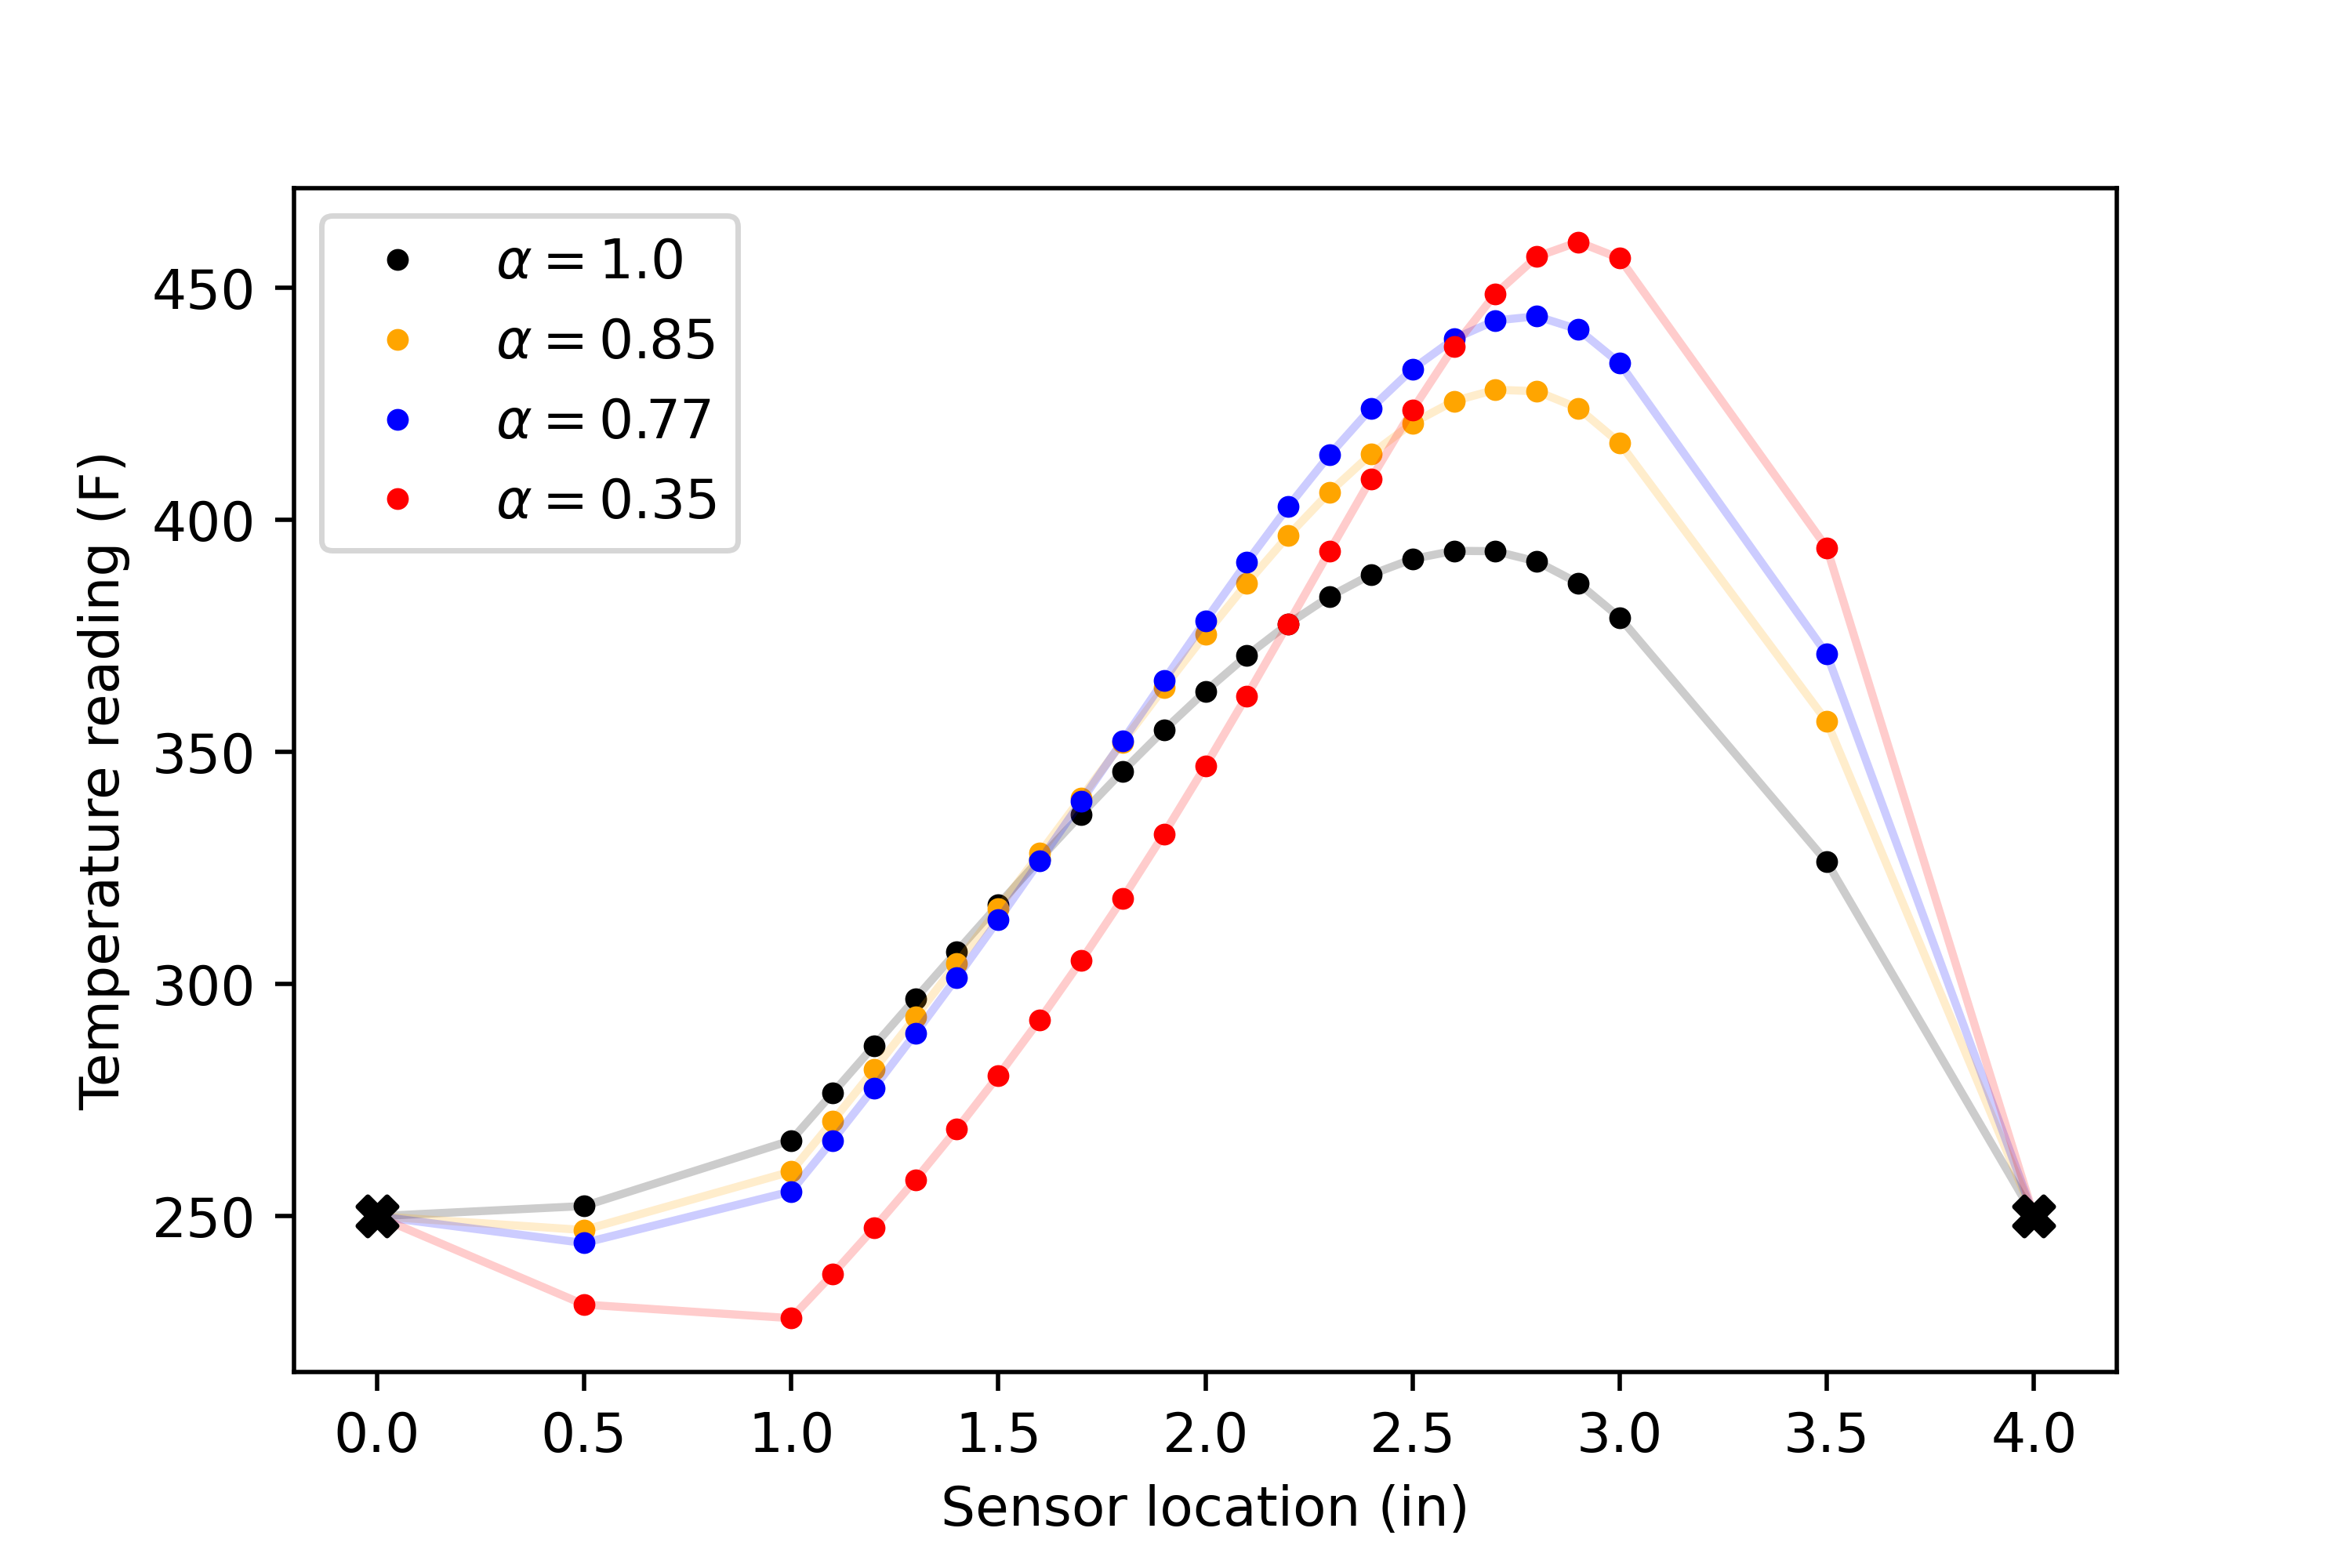 α = 1.0
α = 0.85
α = 0.77
α = 0.35
450
400
350
300
250
Temperature reading (F)
0.0 0.5 1.0 1.5 2.0 2.5 3.0 3.5 4.0
Sensor location (in)